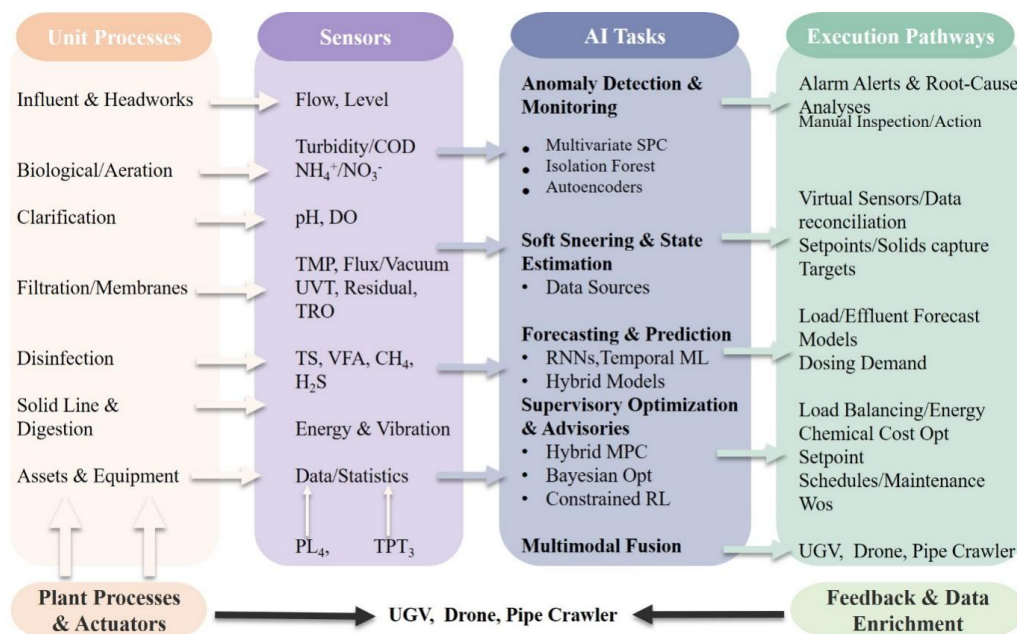 Unit Processes
Influent & Headworks
Biological/Aeration
Clarification
Filtration/Membranes
Disinfection
Solid Line &
Digestion
Assets & Equipment
Sensors
Flow, Level
Turbidity/COD
NH₄⁺/NO₃⁻
pH, DO
TMP, Flux/Vacuum
UVT, Residual,
TRO
TS, VFA, CH₄,
H₂S
Energy & Vibration
Data/Statistics
PL₄, TPT₃
AI Tasks
Anomaly Detection &
Monitoring
• Multivariate SPC
• Isolation Forest
• Autoencoders
Soft Sneering & State
Estimation
• Data Sources
Forecasting & Prediction
• RNNs,Temporal ML
• Hybrid Models
Supervisory Optimization
& Advisories
• Hybrid MPC
• Bayesian Opt
• Constrained RL
Multimodal Fusion
Execution Pathways
Alarm Alerts & Root-Cause
Analyses
Manual Inspection/Action
Virtual Sensors/Data
reconciliation
Setpoints/Solids capture
Targets
Load/Effluent Forecast
Models
Dosing Demand
Load Balancing/Energy
Chemical Cost Opt
Setpoint
Schedules/Maintenance
Wos
UGV, Drone, Pipe Crawler
Plant Processes
& Actuators
UGV, Drone, Pipe Crawler
Feedback & Data
Enrichment